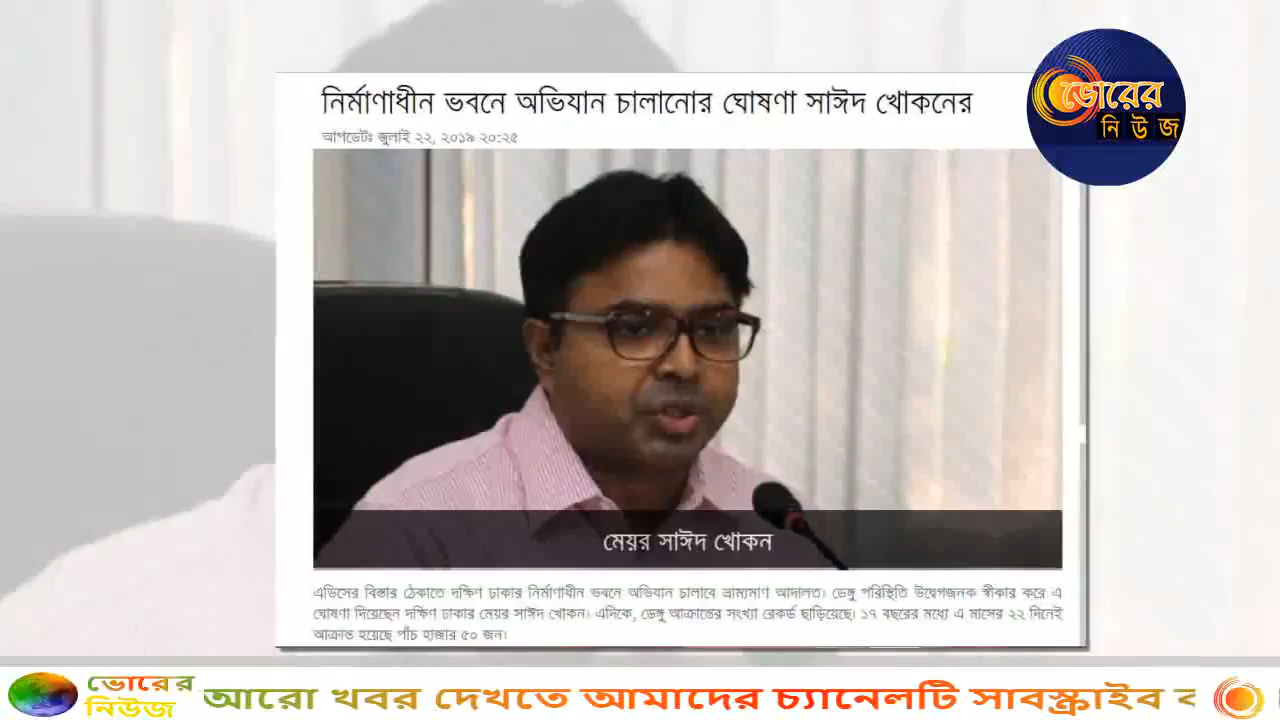 নির্মাণাধীন ভবনে অভিযান চালানোর ঘোষণা সাঈদ খোকনের
আপডেটঃ জুলাই ২২, ২০১৯ ২০:২৫
ভোরের
নিউজ
মেয়র সাঈদ খোকন
এডিসের বিস্তার ঠেকাতে দক্ষিণ ঢাকার নির্মাণাধীন ভবনে অভিযান চালাবে ভ্রাম্যমাণ আদালত। ডেঙ্গু পরিস্থিতি উদ্বেগজনক স্বীকার করে এ
ঘোষণা দিয়েছেন দক্ষিণ ঢাকার মেয়র সাঈদ খোকন। এদিকে, ডেঙ্গু আক্রান্তের সংখ্যা রেকর্ড ছাড়িয়েছে। ১৭ বছরের মধ্যে এ মাসের ২২ দিনেই
আক্রান্ত হয়েছে পাঁচ হাজার ৫০ জন।
ভোরের
নিউজ
আরো খবর দেখতে আমাদের চ্যানেলটি সাবস্ক্রাইব